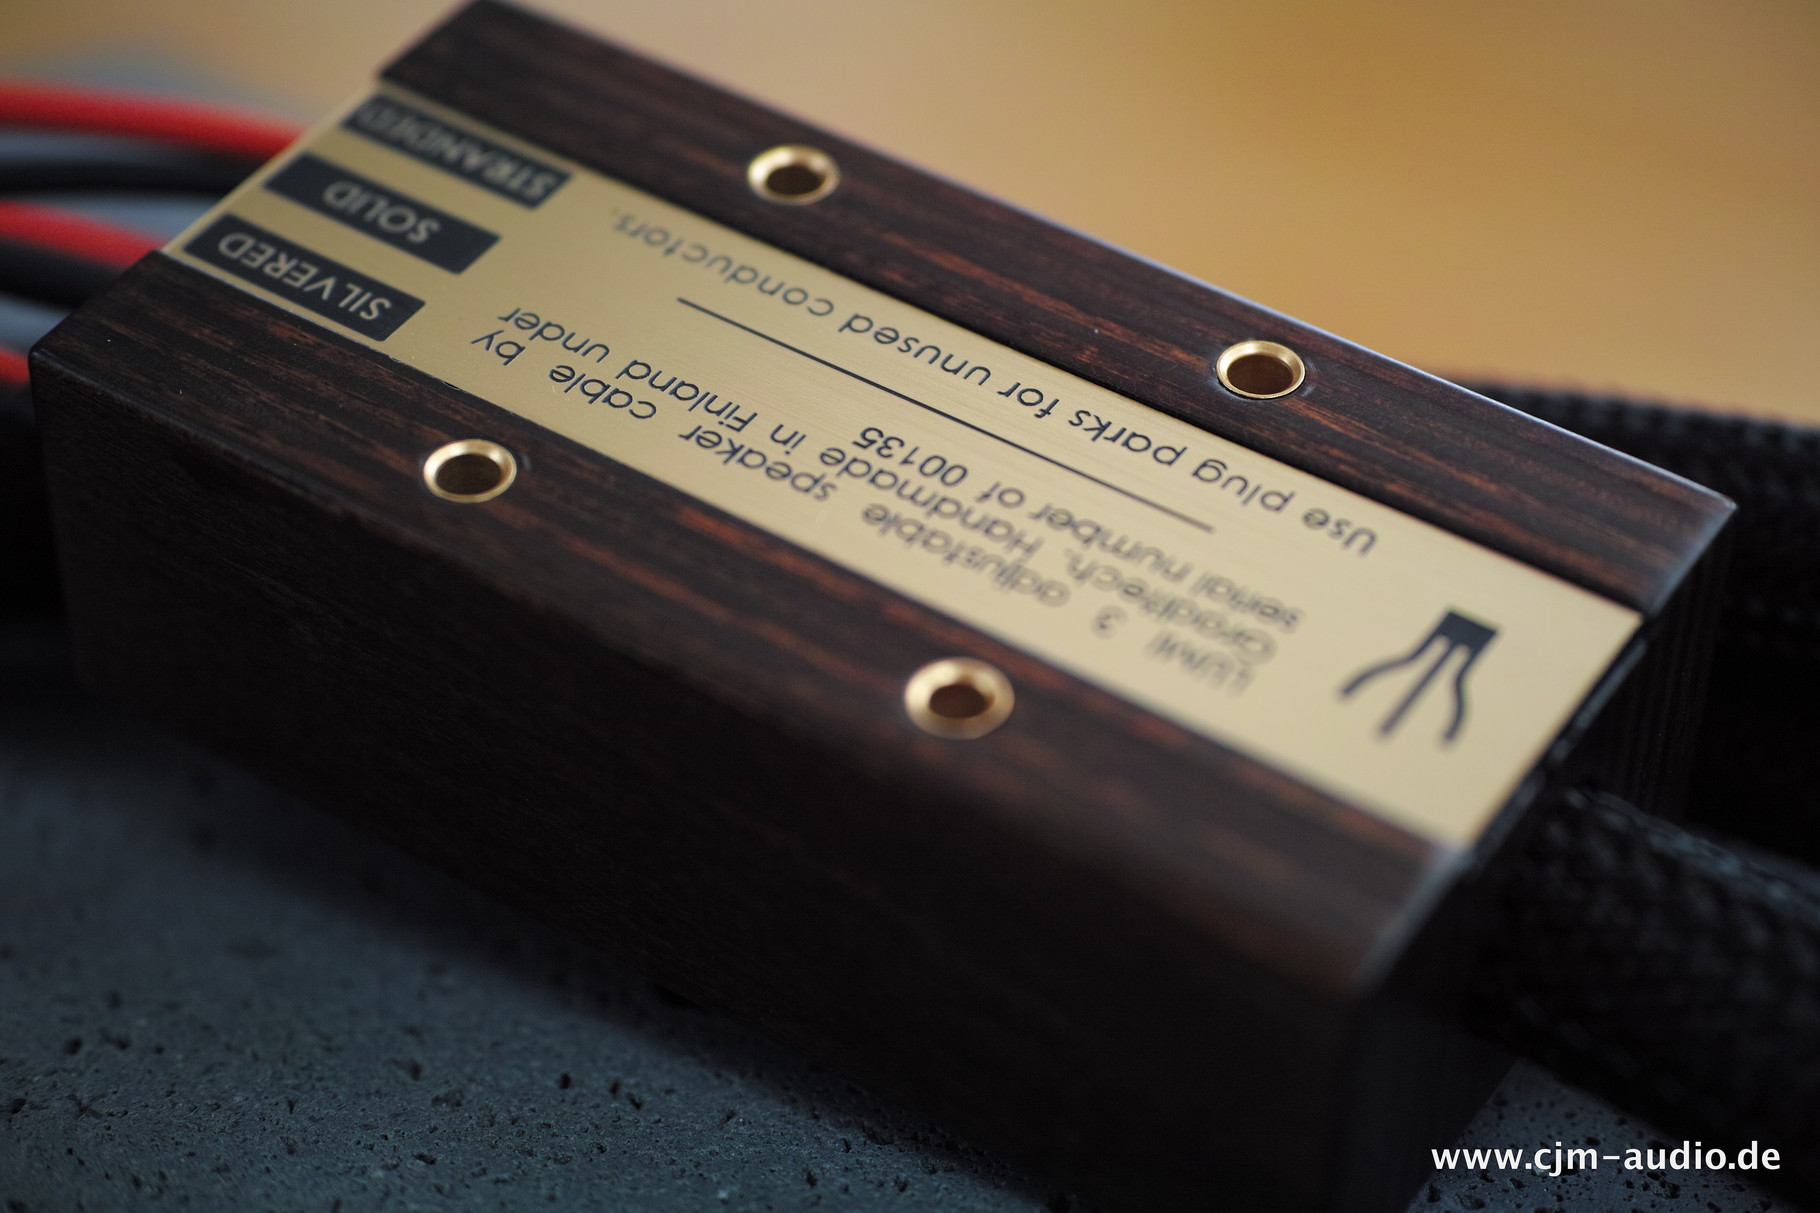 LUMI 3 adjustable speaker cable by
Graditech. Handmade in Finland under
serial number of 00135
Use plug parks for unused conductors.
SILVERED
SOLID
STRANDED
www.cjm-audio.de